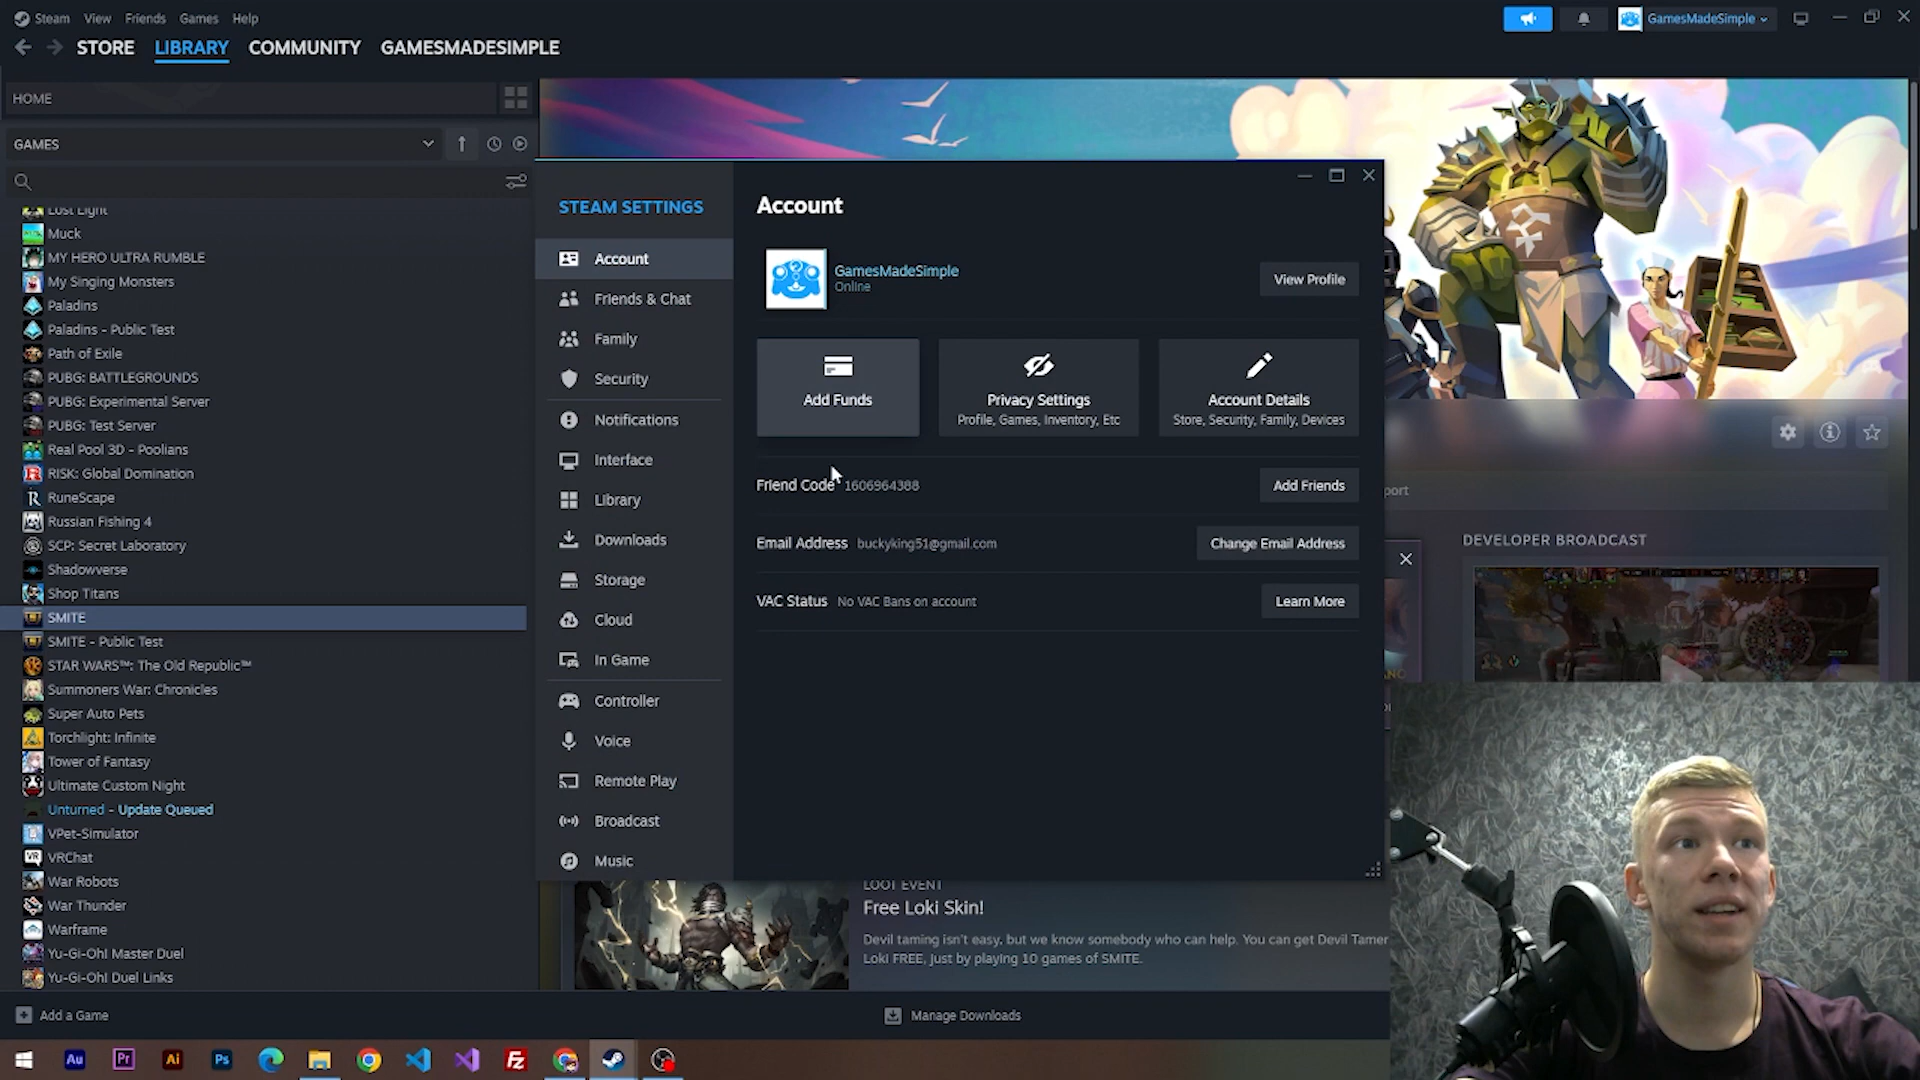 Steam View Friends Games Help
GamesMadeSimple
STORE LIBRARY COMMUNITY GAMESMADESIMPLE
HOME
GAMES
Lost Light
Muck
MY HERO ULTRA RUMBLE
My Singing Monsters
Paladins
Paladins - Public Test
Path of Exile
PUBG: BATTLEGROUNDS
PUBG: Experimental Server
PUBG: Test Server
Real Pool 3D - Poolians
RISK: Global Domination
RuneScape
Russian Fishing 4
SCP: Secret Laboratory
Shadowverse
Shop Titans
SMITE
SMITE - Public Test
STAR WARS™: The Old Republic™
Summoners War: Chronicles
Super Auto Pets
Torchlight: Infinite
Tower of Fantasy
Ultimate Custom Night
Unturned - Update Queued
VPet-Simulator
VRChat
War Robots
War Thunder
Warframe
Yu-Gi-Oh! Master Duel
Yu-Gi-Oh! Duel Links
Add a Game
STEAM SETTINGS
Account
Friends & Chat
Family
Security
Notifications
Interface
Library
Downloads
Storage
Cloud
In Game
Controller
Voice
Remote Play
Broadcast
Music
Account
GamesMadeSimple
Online
View Profile
Add Funds
Privacy Settings
Profile, Games, Inventory, Etc
Account Details
Store, Security, Family, Devices
Friend Code 1606964388
Add Friends
Email Address buckyking51@gmail.com
Change Email Address
VAC Status No VAC Bans on account
Learn More
port
DEVELOPER BROADCAST
LOOT EVENT
Free Loki Skin!
Devil taming isn't easy, but we know somebody who can help. You can get Devil Tamer
Loki FREE, just by playing 10 games of SMITE.
Manage Downloads
Au Pr Ai Ps